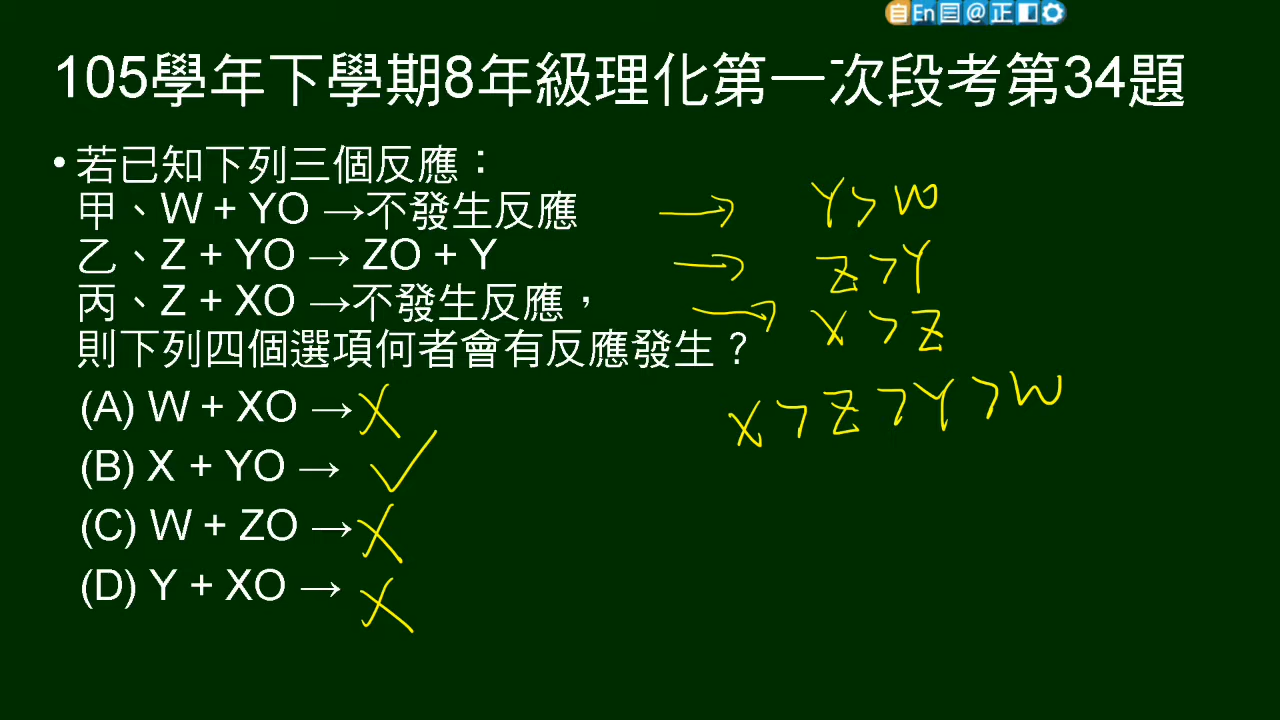 自 En @ 正
105學年下學期8年級理化第一次段考第34題
• 若已知下列三個反應：
甲、W + YO →不發生反應 → Y > W
乙、Z + YO → ZO + Y → Z > Y
丙、Z + XO →不發生反應， → X > Z
則下列四個選項何者會有反應發生？
X > Z > Y > W
(A) W + XO → X
(B) X + YO → ✓
(C) W + ZO → X
(D) Y + XO → X